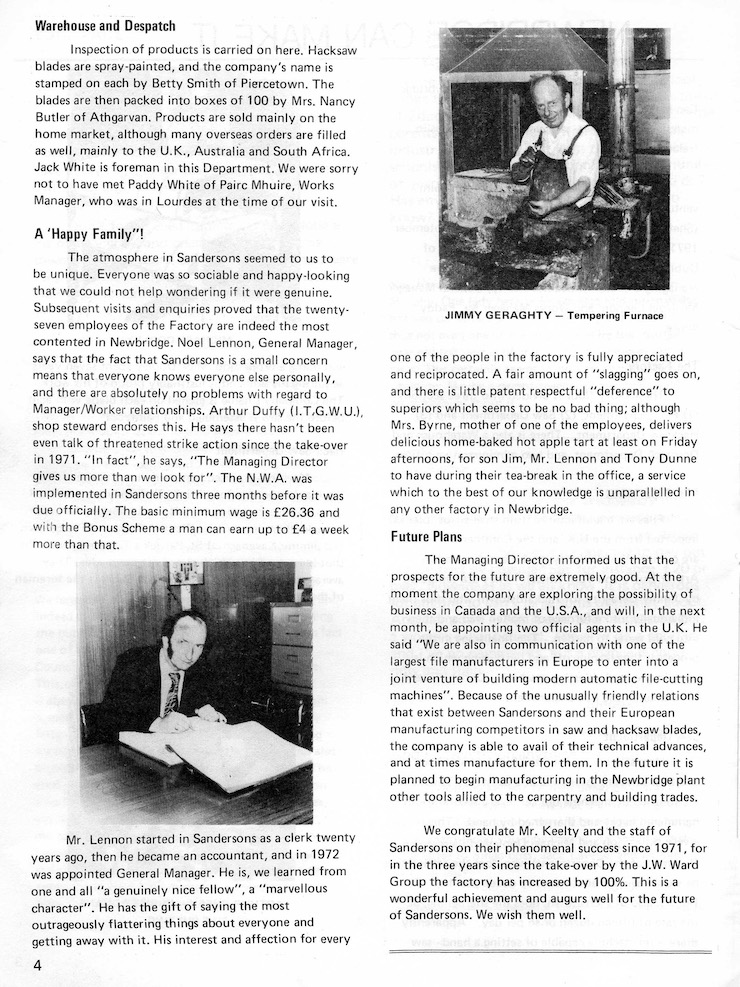 Warehouse and Despatch
Inspection of products is carried on here. Hacksaw
blades are spray-painted, and the company's name is
stamped on each by Betty Smith of Piercetown. The
blades are then packed into boxes of 100 by Mrs. Nancy
Butler of Athgarvan. Products are sold mainly on the
home market, although many overseas orders are filled
as well, mainly to the U.K., Australia and South Africa.
Jack White is foreman in this Department. We were sorry
not to have met Paddy White of Pairc Mhuire, Works
Manager, who was in Lourdes at the time of our visit.
A 'Happy Family"!
The atmosphere in Sandersons seemed to us to
be unique. Everyone was so sociable and happy-looking
that we could not help wondering if it were genuine.
Subsequent visits and enquiries proved that the twenty-
seven employees of the Factory are indeed the most
contented in Newbridge. Noel Lennon, General Manager,
says that the fact that Sandersons is a small concern
means that everyone knows everyone else personally,
and there are absolutely no problems with regard to
Manager/Worker relationships. Arthur Duffy (I.T.G.W.U.),
shop steward endorses this. He says there hasn't been
even talk of threatened strike action since the take-over
in 1971. "In fact", he says, "The Managing Director
gives us more than we look for". The N.W.A. was
implemented in Sandersons three months before it was
due officially. The basic minimum wage is £26.36 and
with the Bonus Scheme a man can earn up to £4 a week
more than that.
Mr. Lennon started in Sandersons as a clerk twenty
years ago, then he became an accountant, and in 1972
was appointed General Manager. He is, we learned from
one and all "a genuinely nice fellow", a "marvellous
character". He has the gift of saying the most
outrageously flattering things about everyone and
getting away with it. His interest and affection for every
4
JIMMY GERAGHTY — Tempering Furnace
one of the people in the factory is fully appreciated
and reciprocated. A fair amount of "slagging" goes on,
and there is little patent respectful "deference" to
superiors which seems to be no bad thing; although
Mrs. Byrne, mother of one of the employees, delivers
delicious home-baked hot apple tart at least on Friday
afternoons, for son Jim, Mr. Lennon and Tony Dunne
to have during their tea-break in the office, a service
which to the best of our knowledge is unparallelled in
any other factory in Newbridge.
Future Plans
The Managing Director informed us that the
prospects for the future are extremely good. At the
moment the company are exploring the possibility of
business in Canada and the U.S.A., and will, in the next
month, be appointing two official agents in the U.K. He
said "We are also in communication with one of the
largest file manufacturers in Europe to enter into a
joint venture of building modern automatic file-cutting
machines". Because of the unusually friendly relations
that exist between Sandersons and their European
manufacturing competitors in saw and hacksaw blades,
the company is able to avail of their technical advances,
and at times manufacture for them. In the future it is
planned to begin manufacturing in the Newbridge plant
other tools allied to the carpentry and building trades.
We congratulate Mr. Keelty and the staff of
Sandersons on their phenomenal success since 1971, for
in the three years since the take-over by the J.W. Ward
Group the factory has increased by 100%. This is a
wonderful achievement and augurs well for the future
of Sandersons. We wish them well.